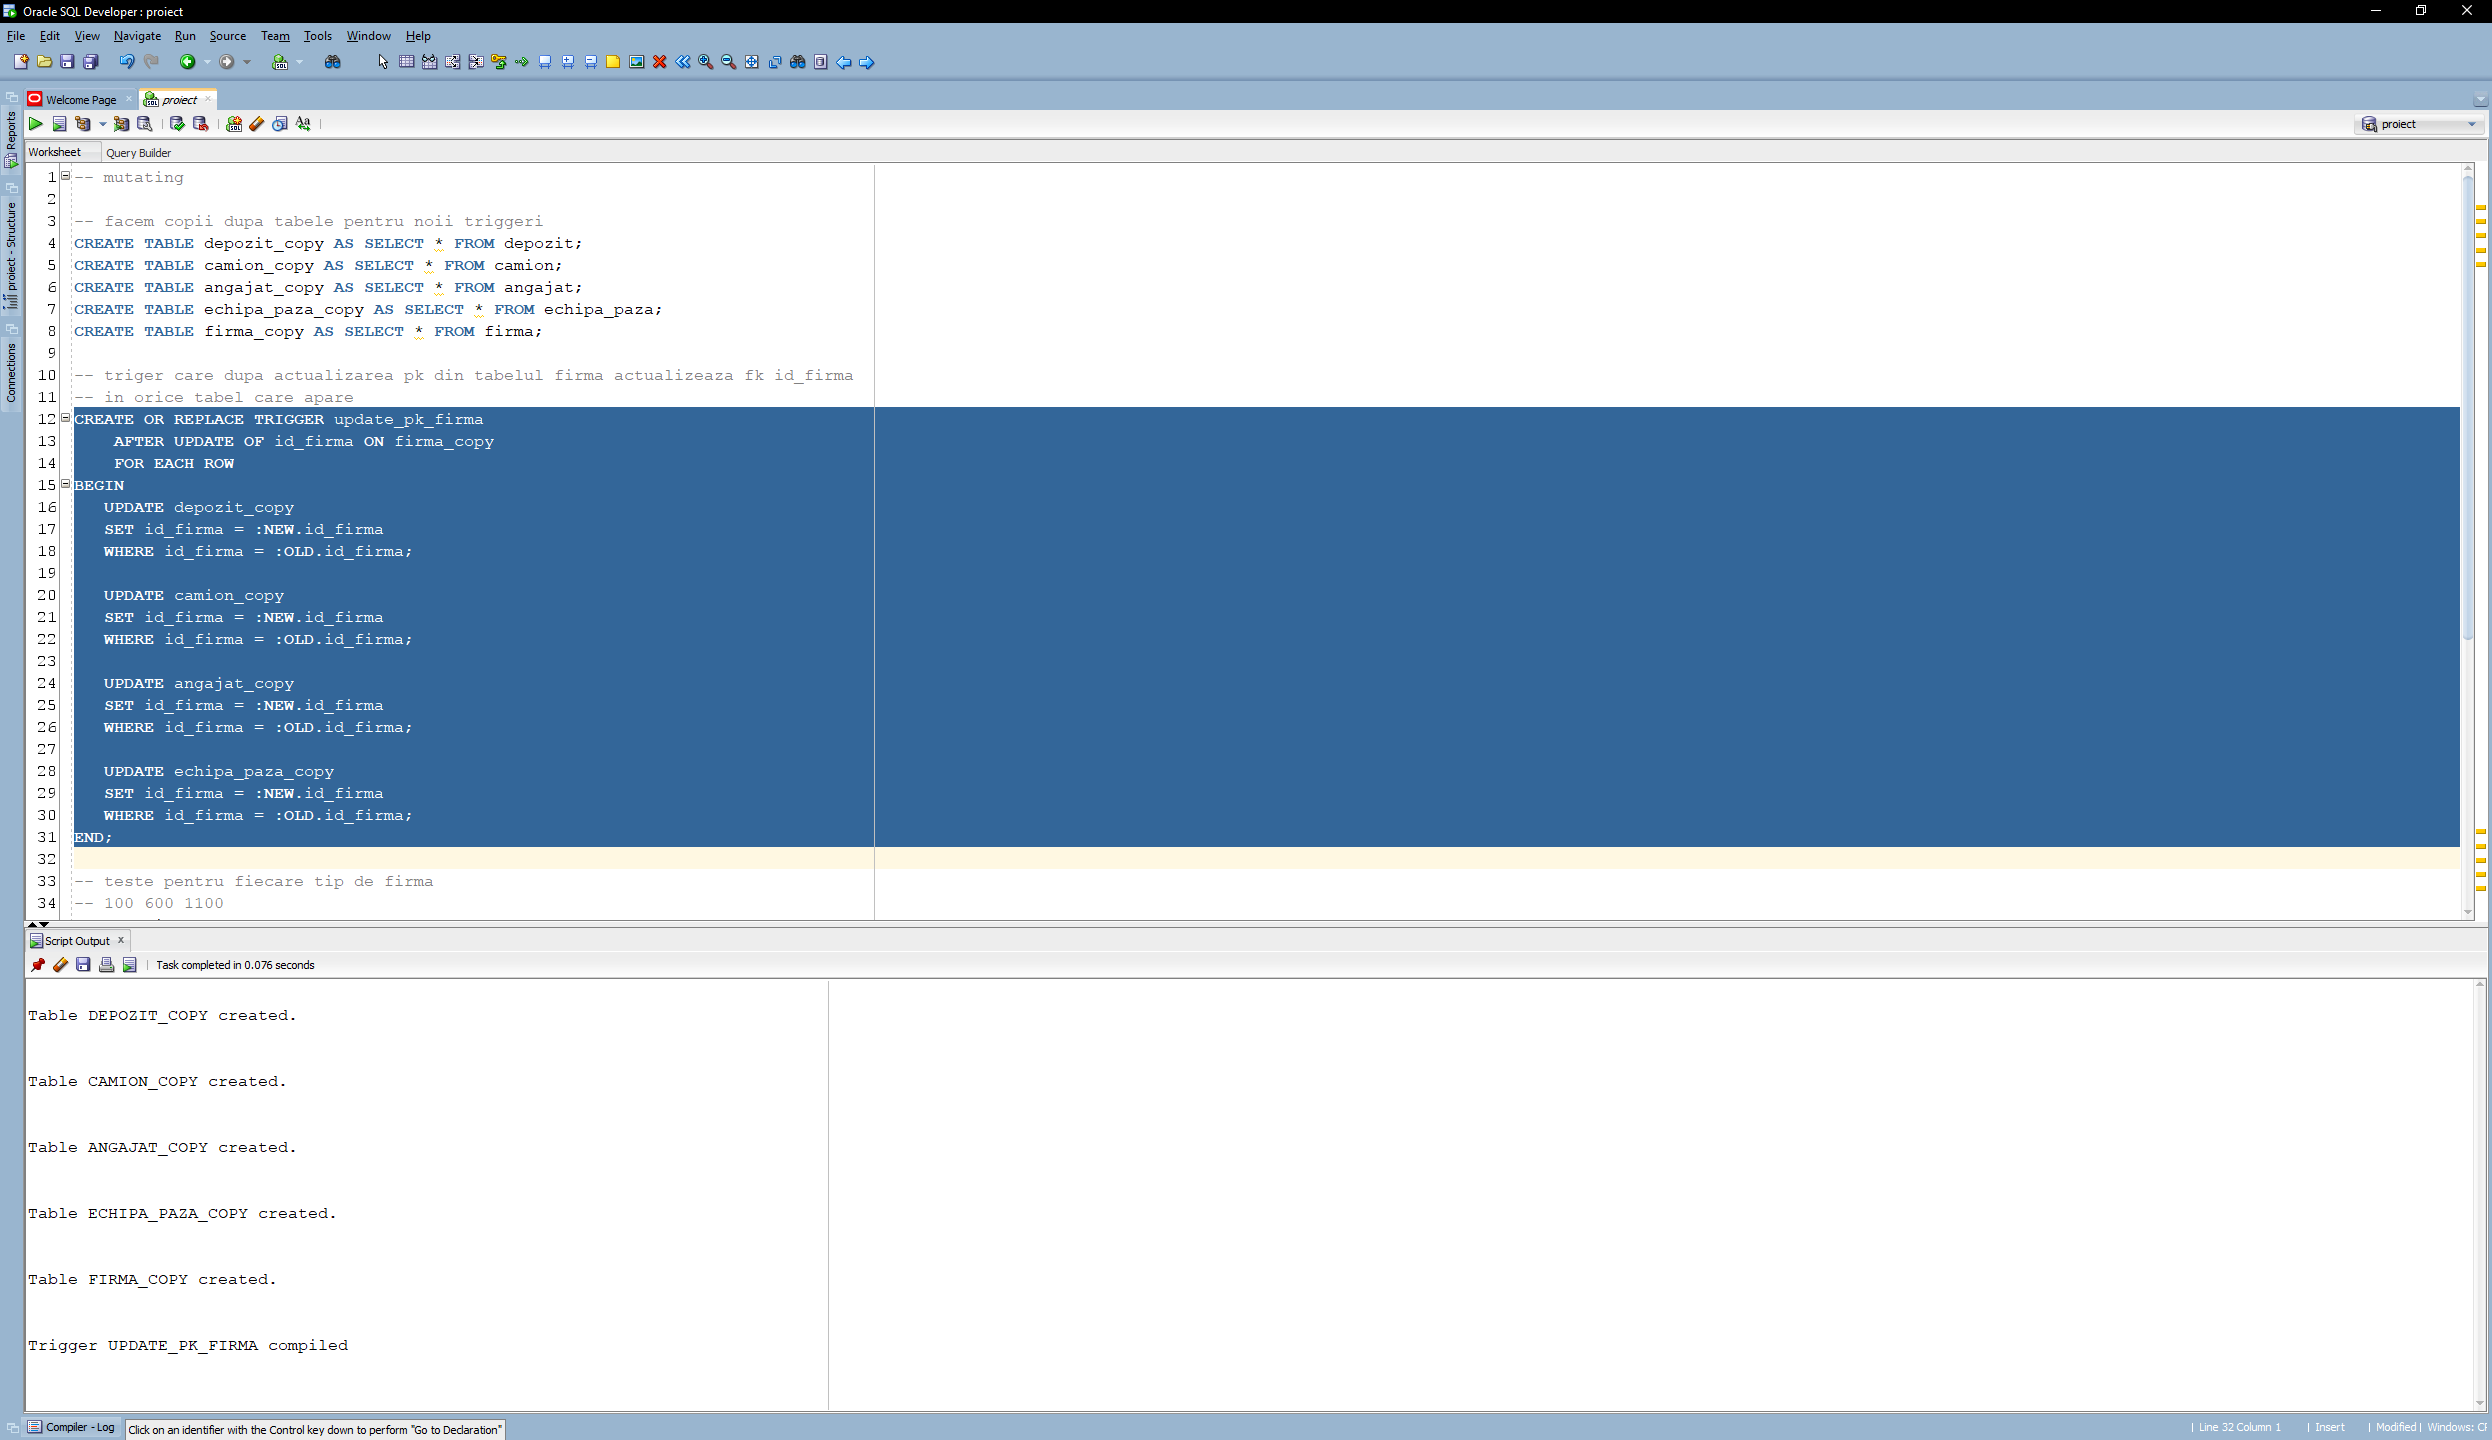 Oracle SQL Developer : proiect
File Edit View Navigate Run Source Team Tools Window Help
Reports
proiect - Structure
Connections
Welcome Page
proiect
proiect
Worksheet
Query Builder
1 -- mutating
2
3 -- facem copii dupa tabele pentru noii triggeri
4 CREATE TABLE depozit_copy AS SELECT * FROM depozit;
5 CREATE TABLE camion_copy AS SELECT * FROM camion;
6 CREATE TABLE angajat_copy AS SELECT * FROM angajat;
7 CREATE TABLE echipa_paza_copy AS SELECT * FROM echipa_paza;
8 CREATE TABLE firma_copy AS SELECT * FROM firma;
9
10 -- triger care dupa actualizarea pk din tabelul firma actualizeaza fk id_firma
11 -- in orice tabel care apare
12 CREATE OR REPLACE TRIGGER update_pk_firma
13 AFTER UPDATE OF id_firma ON firma_copy
14 FOR EACH ROW
15 BEGIN
16 UPDATE depozit_copy
17 SET id_firma = :NEW.id_firma
18 WHERE id_firma = :OLD.id_firma;
19
20 UPDATE camion_copy
21 SET id_firma = :NEW.id_firma
22 WHERE id_firma = :OLD.id_firma;
23
24 UPDATE angajat_copy
25 SET id_firma = :NEW.id_firma
26 WHERE id_firma = :OLD.id_firma;
27
28 UPDATE echipa_paza_copy
29 SET id_firma = :NEW.id_firma
30 WHERE id_firma = :OLD.id_firma;
31 END;
32
33 -- teste pentru fiecare tip de firma
34 -- 100 600 1100
Script Output x
Task completed in 0.076 seconds
Table DEPOZIT_COPY created.
Table CAMION_COPY created.
Table ANGAJAT_COPY created.
Table ECHIPA_PAZA_COPY created.
Table FIRMA_COPY created.
Trigger UPDATE_PK_FIRMA compiled
Compiler - Log
Click on an identifier with the Control key down to perform "Go to Declaration"
| Line 32 Column 1 | Insert | Modified | Windows: